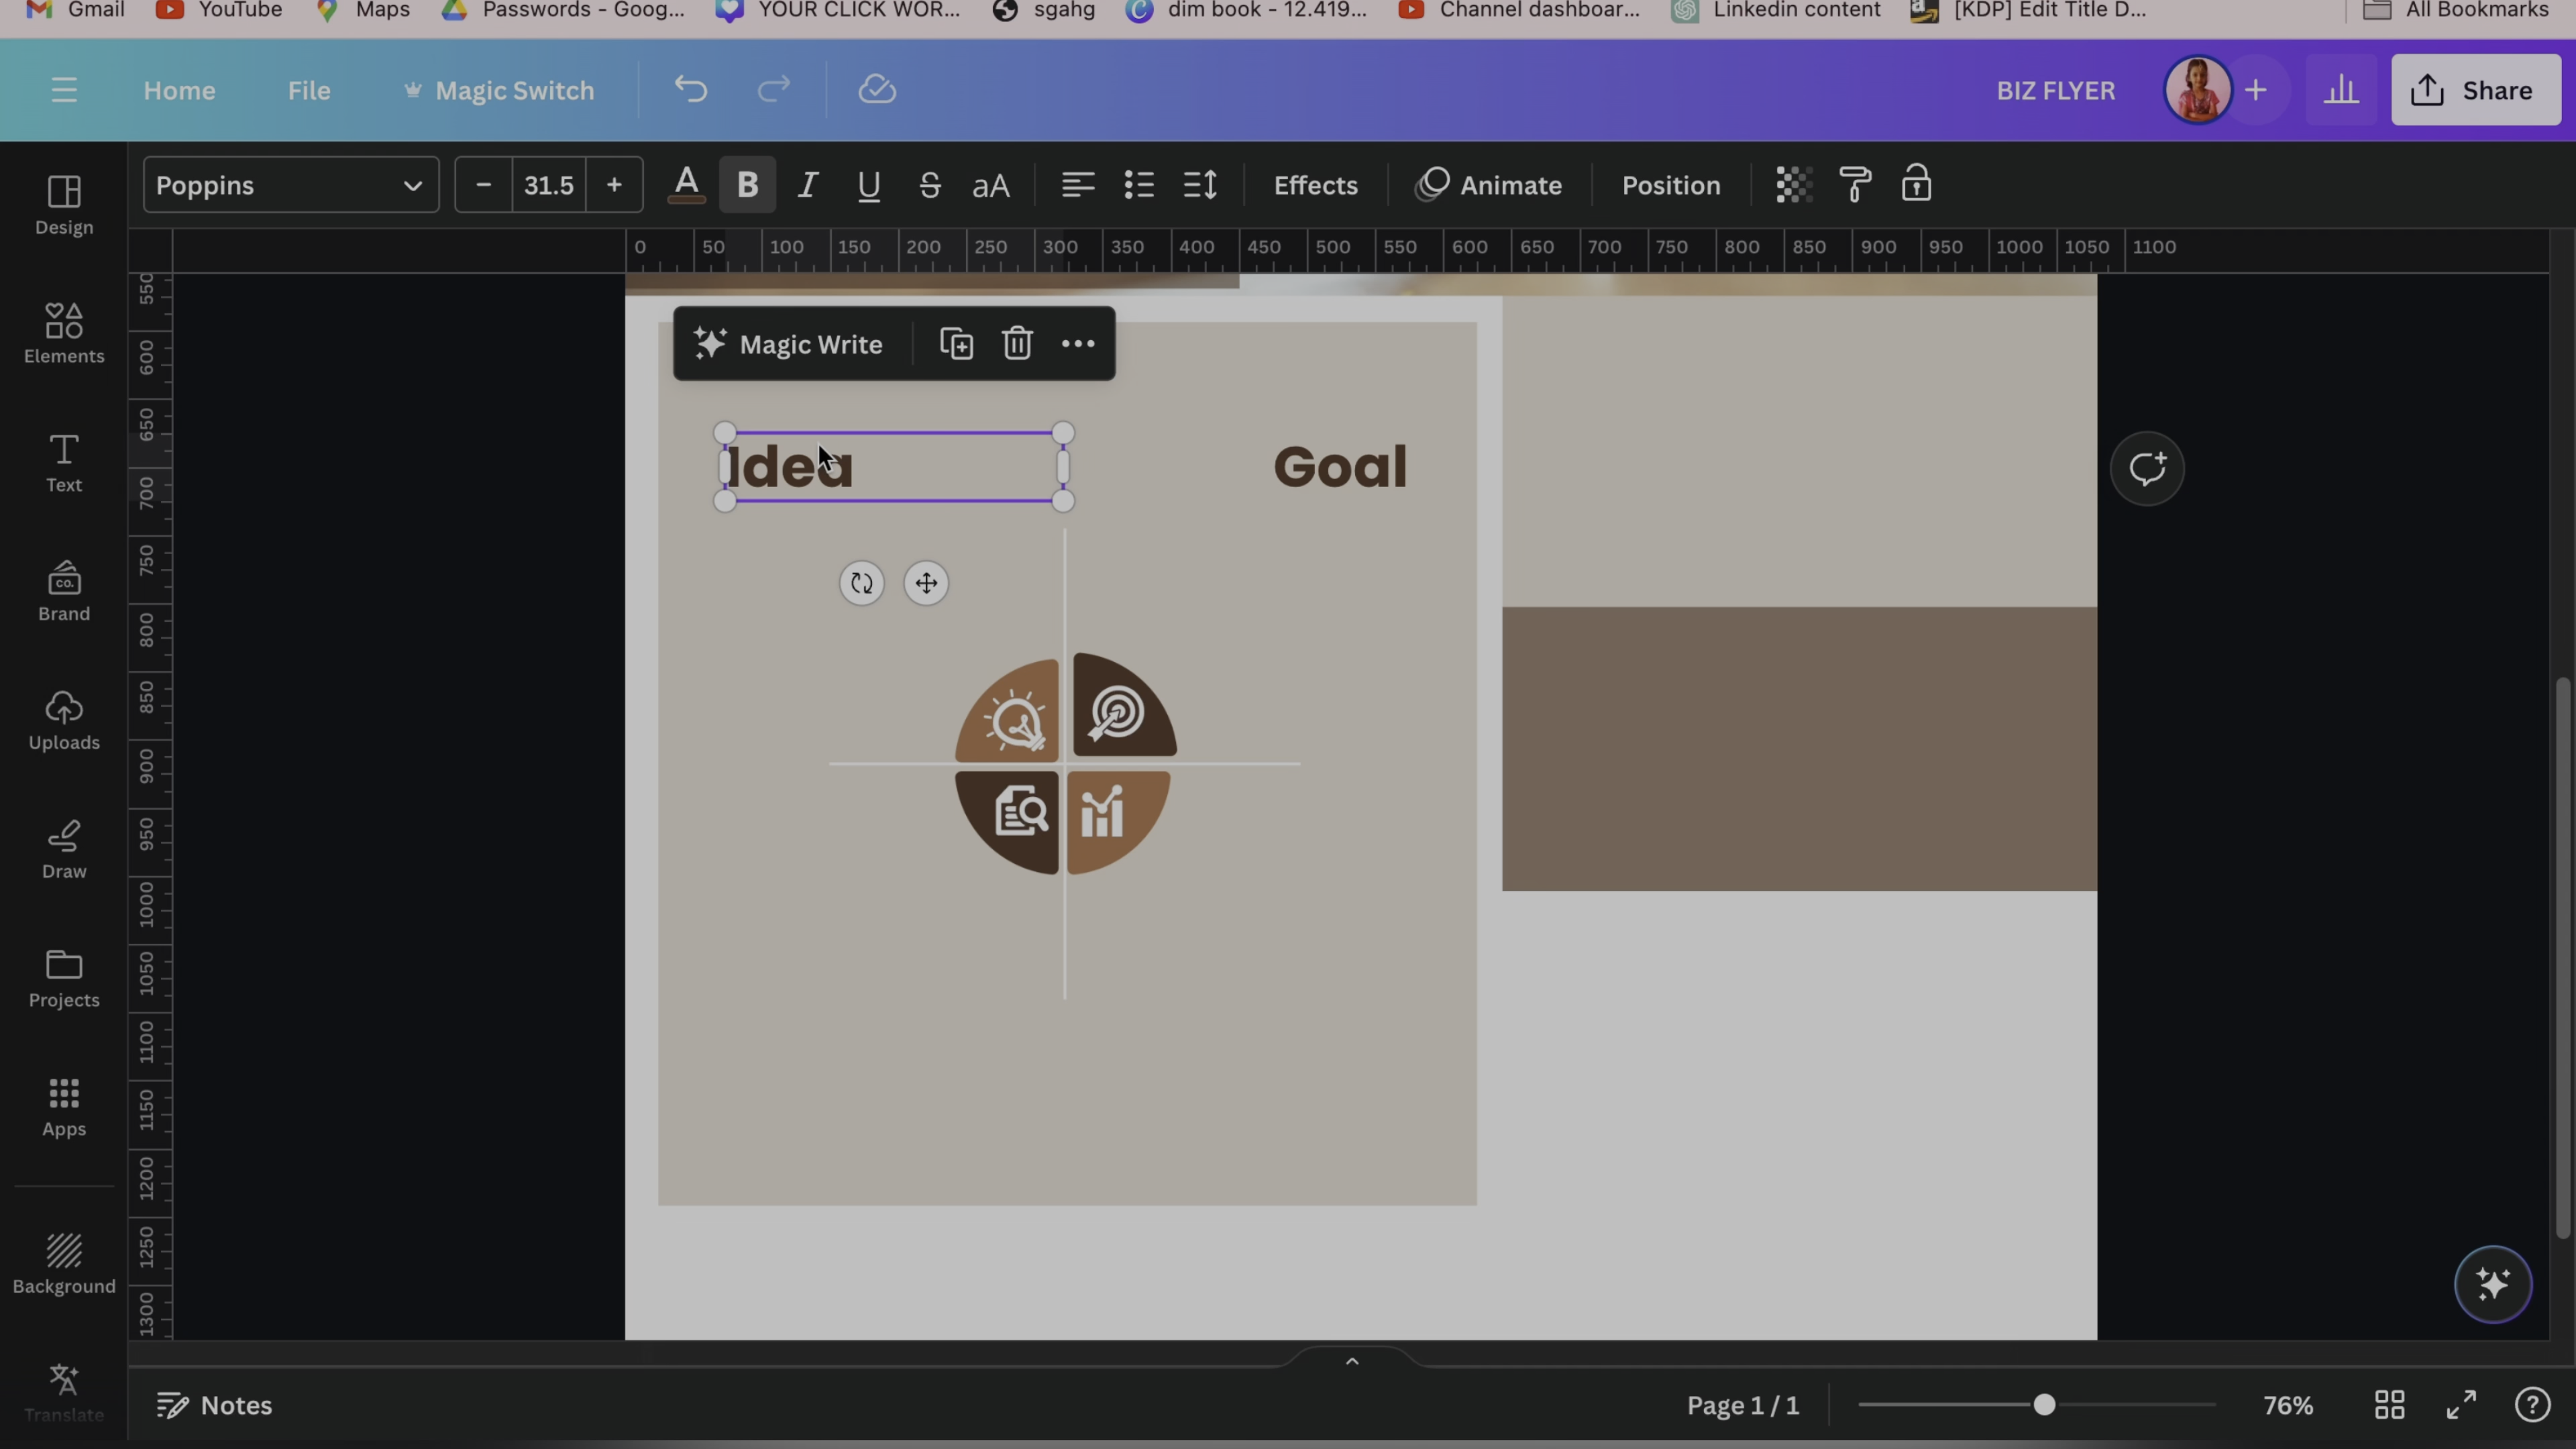 Gmail YouTube Maps Passwords - Goog... YOUR CLICK WOR... sgahg dim book - 12.419... Channel dashboar... Linkedin content [KDP] Edit Title D... All Bookmarks
Home File Magic Switch BIZ FLYER + Share
Poppins - 31.5 + A B I U S aA Effects Animate Position
Design
Elements
Text
Brand
Uploads
Draw
Projects
Apps
Background
Translate
0 50 100 150 200 250 300 350 400 450 500 550 600 650 700 750 800 850 900 950 1000 1050 1100
550
600
650
700
750
800
850
900
950
1000
1050
1100
1150
1200
1250
1300
Magic Write
Idea Goal
CO.
Notes Page 1 / 1 76% ?